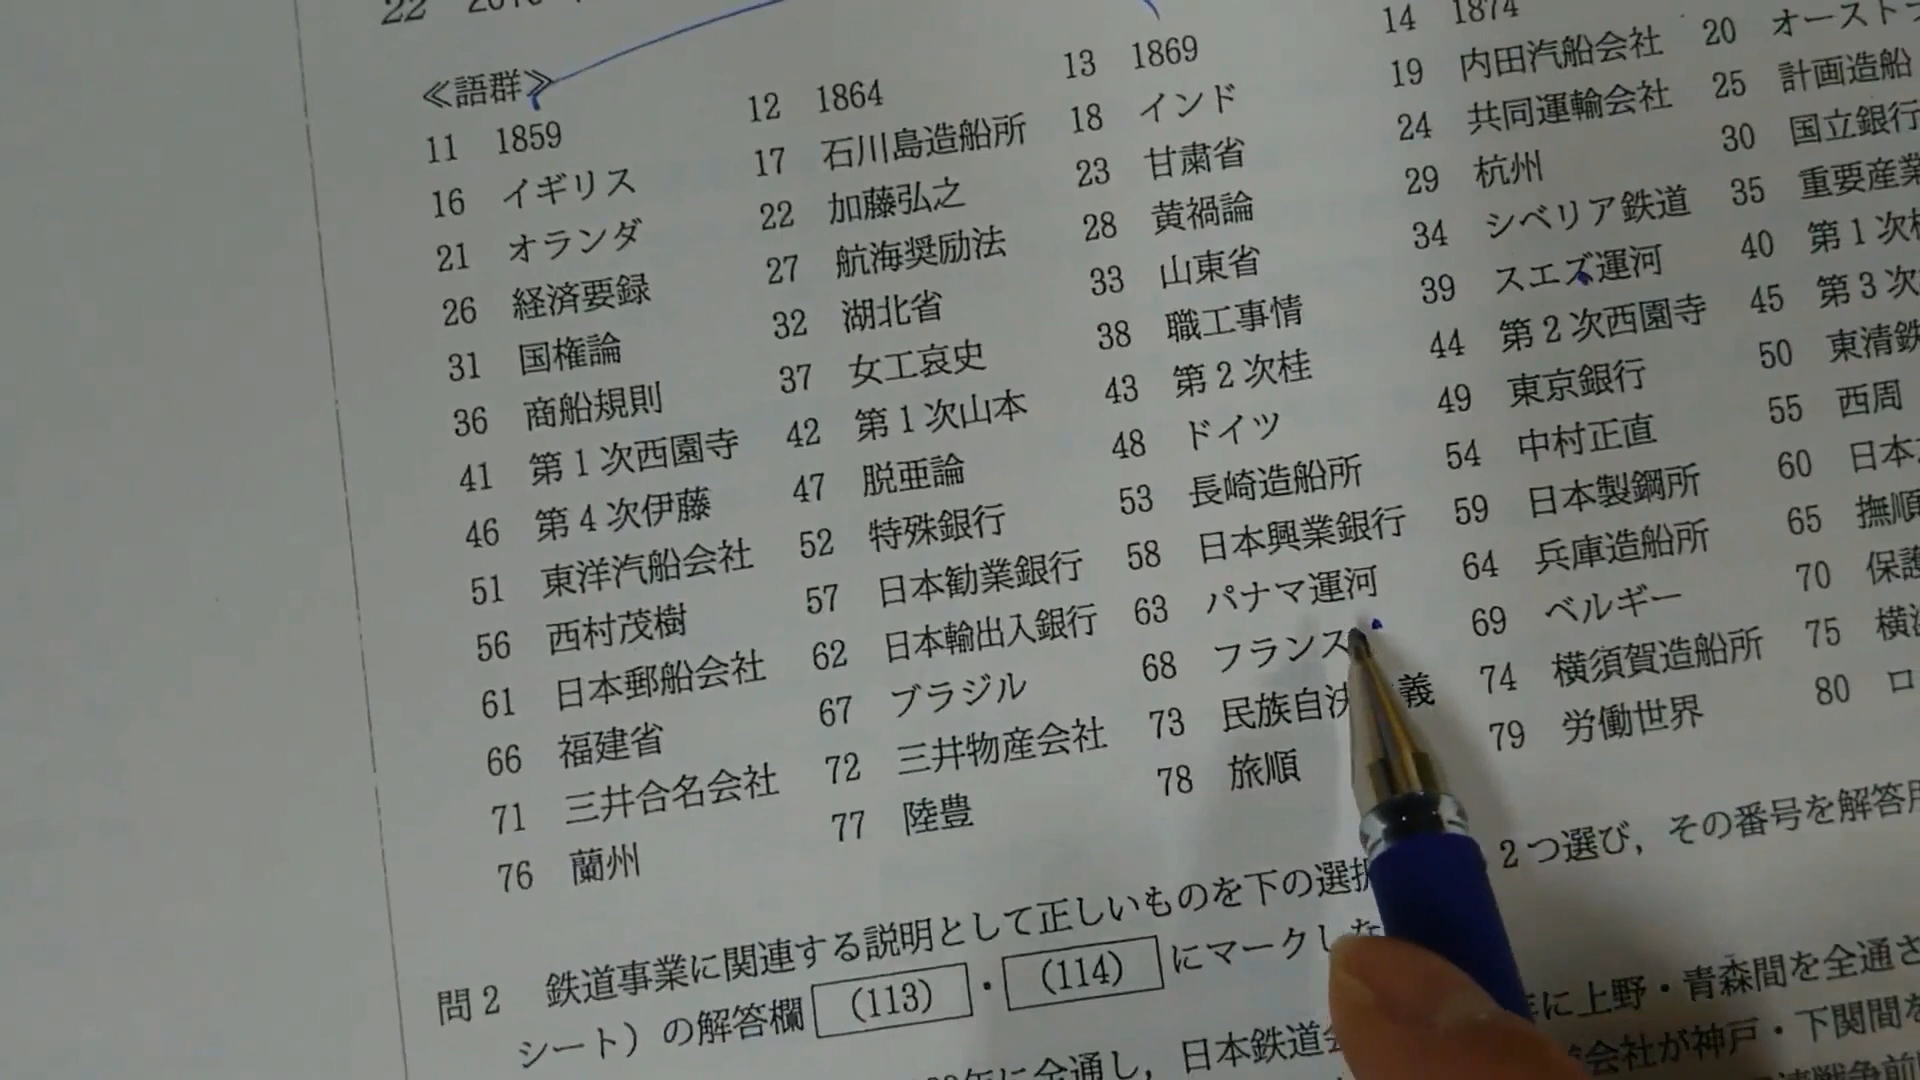 22
≪語群≫
11 1859 12 1864 13 1869 14 1874
16 イギリス 17 石川島造船所 18 インド 19 内田汽船会社 20
21 オランダ 22 加藤弘之 23 甘粛省 24 共同運輸会社 25 計画造船
26 経済要録 27 航海奨励法 28 黄禍論 29 杭州 30 国立銀行
31 国権論 32 湖北省 33 山東省 34 シベリア鉄道 35 重要産業
36 商船規則 37 女工哀史 38 職工事情 39 スエズ運河 40 第1次
41 第1次西園寺 42 第1次山本 43 第2次桂 44 第2次西園寺 45 第3次
46 第4次伊藤 47 脱亜論 48 ドイツ 49 東京銀行 50 東清鉄
51 東洋汽船会社 52 特殊銀行 53 長崎造船所 54 中村正直 55 西周
56 西村茂樹 57 日本勧業銀行 58 日本興業銀行 59 日本製鋼所 60 日本
61 日本郵船会社 62 日本輸出入銀行 63 パナマ運河 64 兵庫造船所 65 撫順
66 福建省 67 ブラジル 68 フランス 69 ベルギー 70 保護
71 三井合名会社 72 三井物産会社 73 民族自決 義 74 横須賀造船所 75 横
76 蘭州 77 陸豊 78 旅順 79 労働世界 80 ロ
問2 鉄道事業に関連する説明として正しいものを下の選択 2つ選び，その番号を解答用
シート）の解答欄 (113) ・ (114) にマークしな
年に上野・青森間を全通さ
年に全通し，日本鉄道会 会社が神戸・下関間を